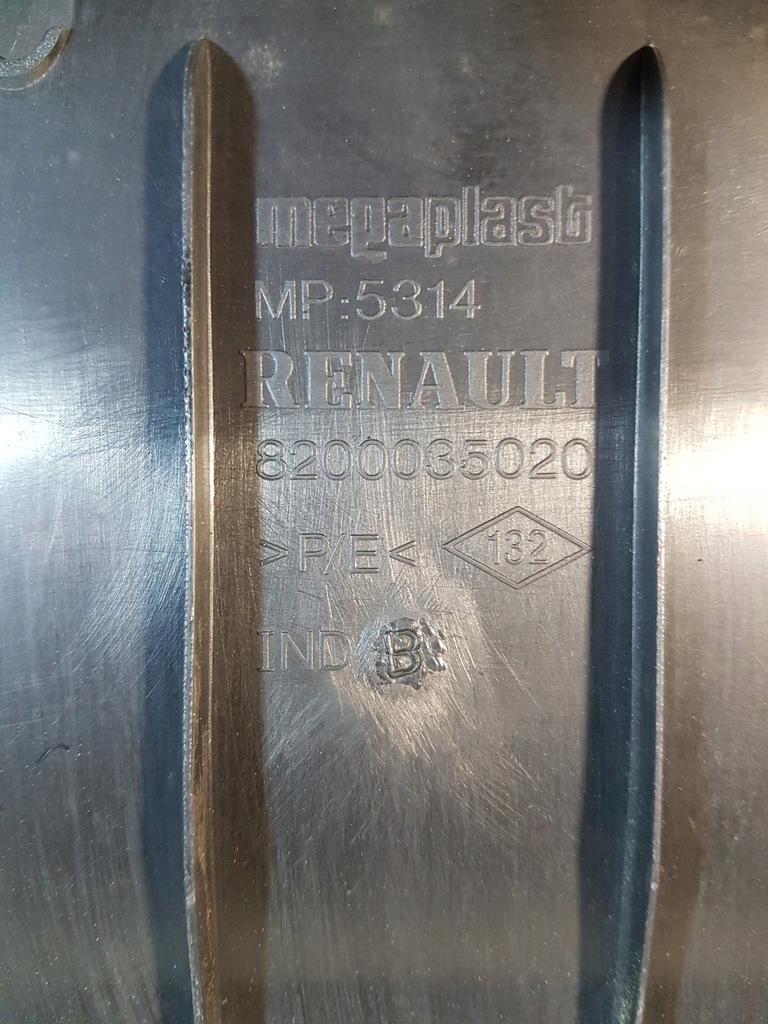 megaplast
MP:5314
RENAULT
8200035020
>P/E< 132
IND B